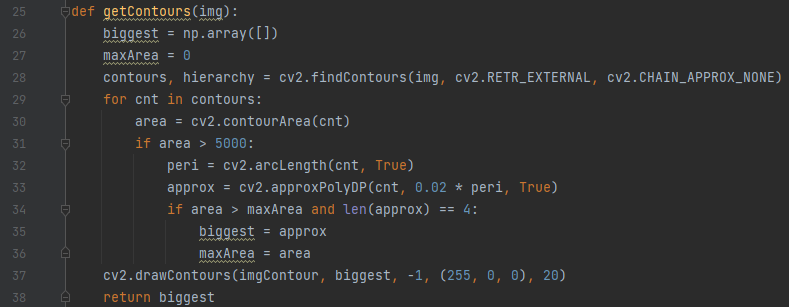 25 def getContours(img):
26     biggest = np.array([])
27     maxArea = 0
28     contours, hierarchy = cv2.findContours(img, cv2.RETR_EXTERNAL, cv2.CHAIN_APPROX_NONE)
29     for cnt in contours:
30         area = cv2.contourArea(cnt)
31         if area > 5000:
32             peri = cv2.arcLength(cnt, True)
33             approx = cv2.approxPolyDP(cnt, 0.02 * peri, True)
34             if area > maxArea and len(approx) == 4:
35                 biggest = approx
36                 maxArea = area
37     cv2.drawContours(imgContour, biggest, -1, (255, 0, 0), 20)
38     return biggest